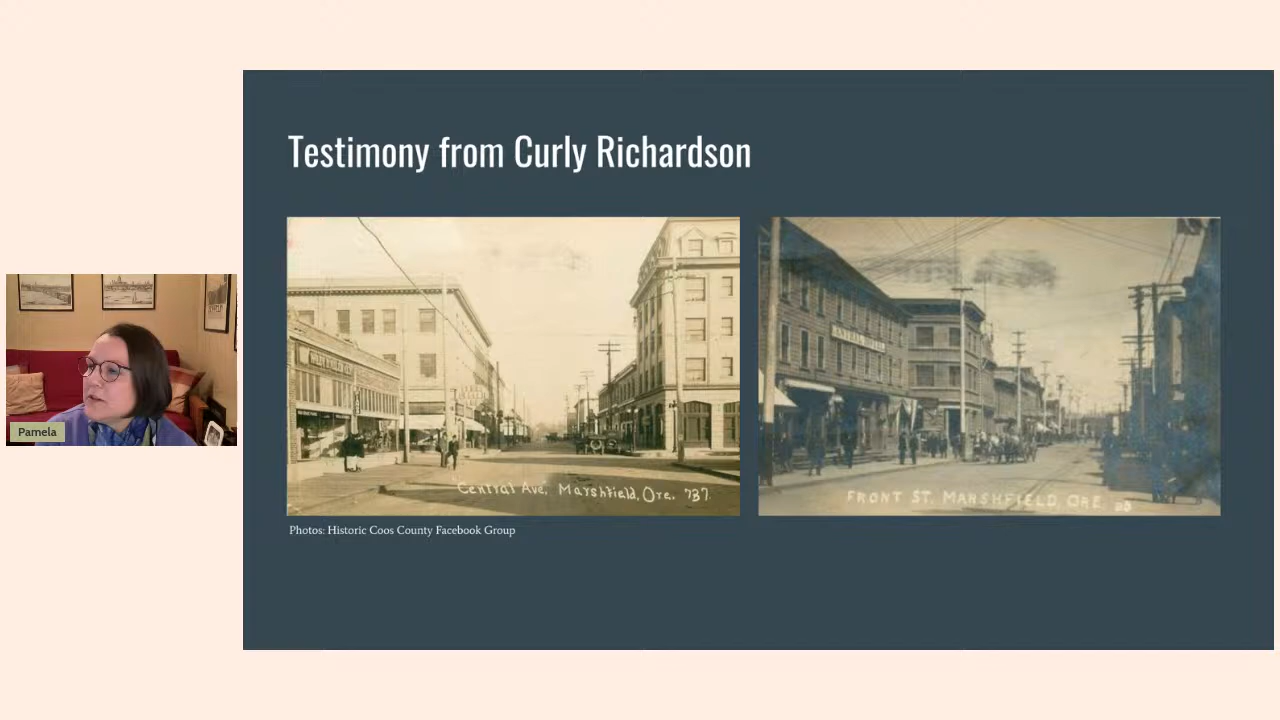 Testimony from Curly Richardson
Central Ave, Marshfield, Ore. 737
FRONT ST. MARSHFIELD, ORE.
Photos: Historic Coos County Facebook Group
Pamela